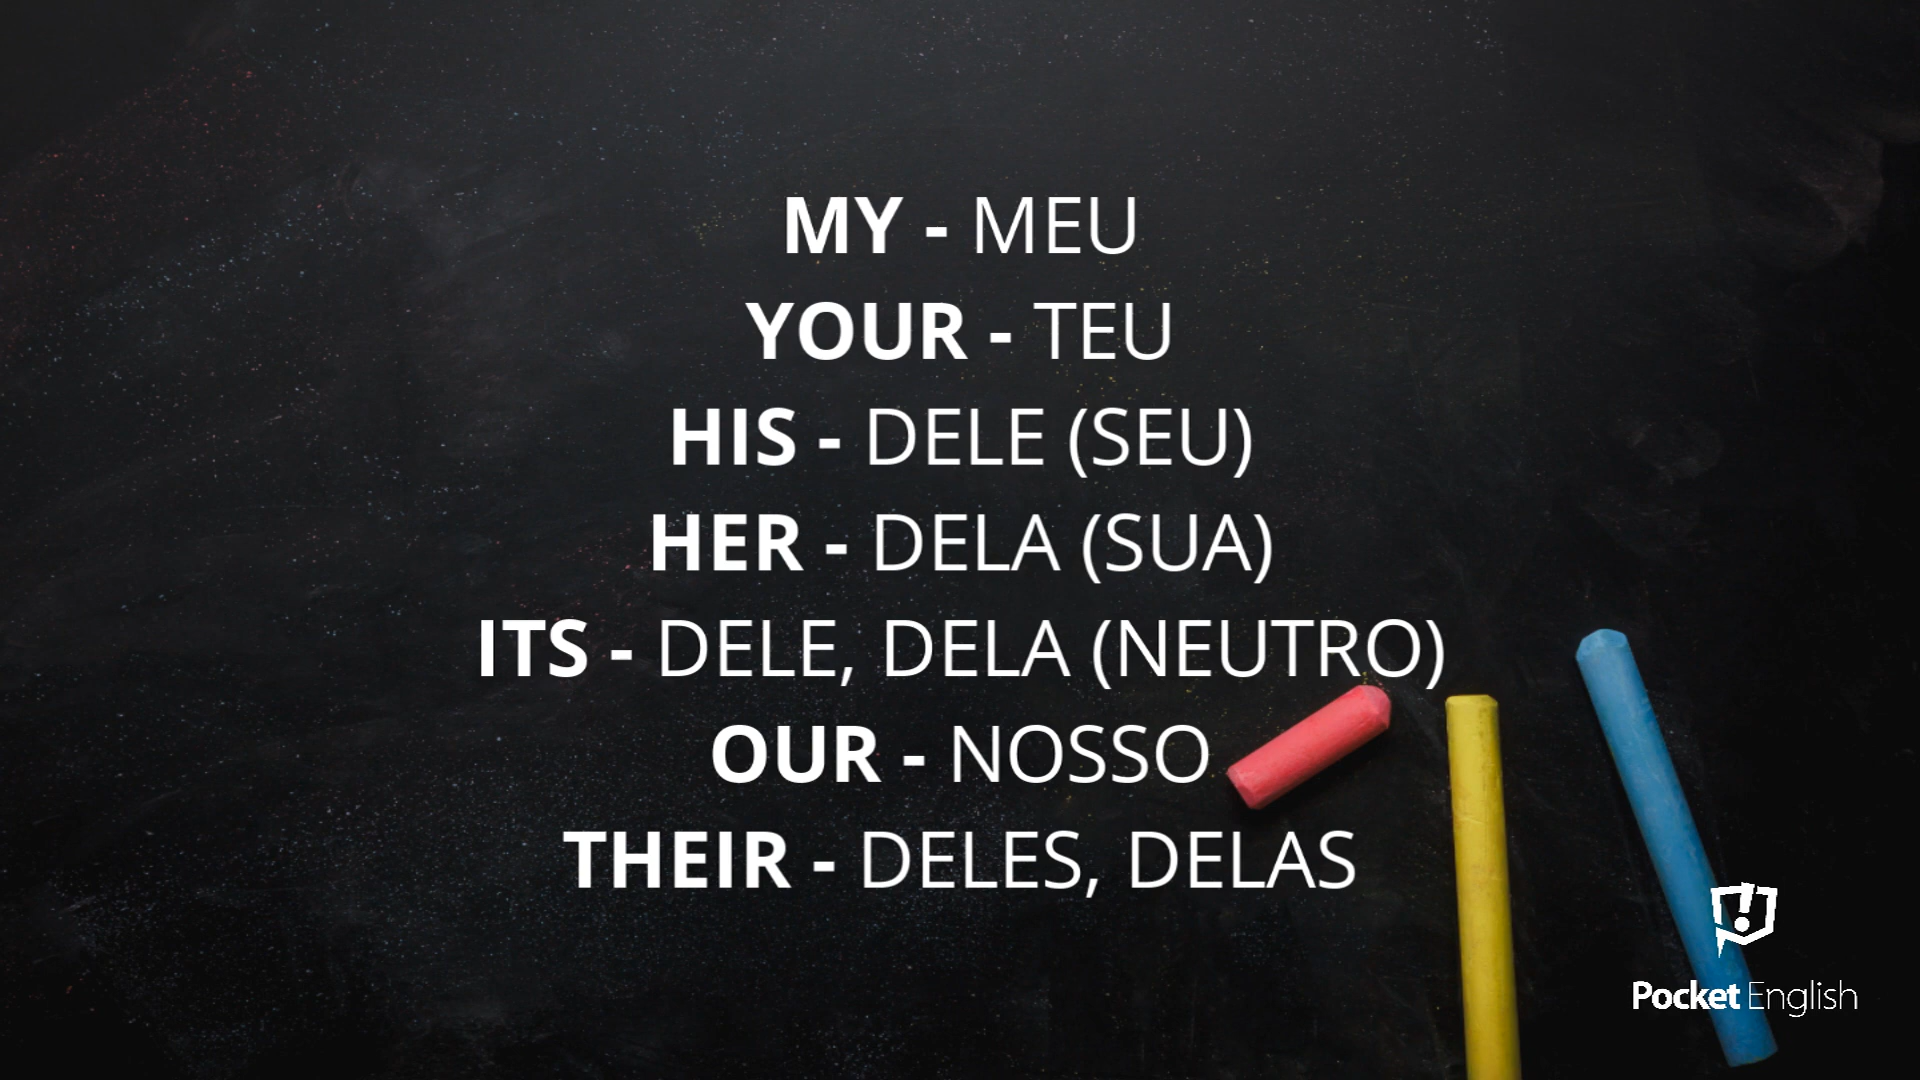 MY - MEU
YOUR - TEU
HIS - DELE (SEU)
HER - DELA (SUA)
ITS - DELE, DELA (NEUTRO)
OUR - NOSSO
THEIR - DELES, DELAS
Pocket English